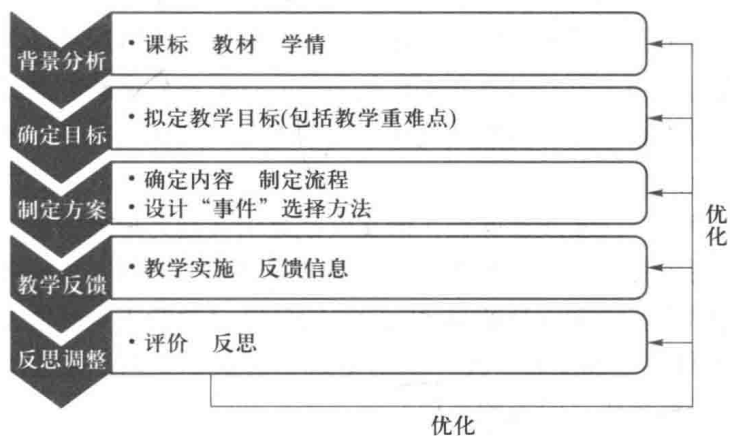 背景分析
·课标 教材 学情
确定目标
·拟定教学目标(包括教学重难点)
制定方案
·确定内容 制定流程
·设计“事件”选择方法
教学反馈
·教学实施 反馈信息
反思调整
·评价 反思
优化
优化